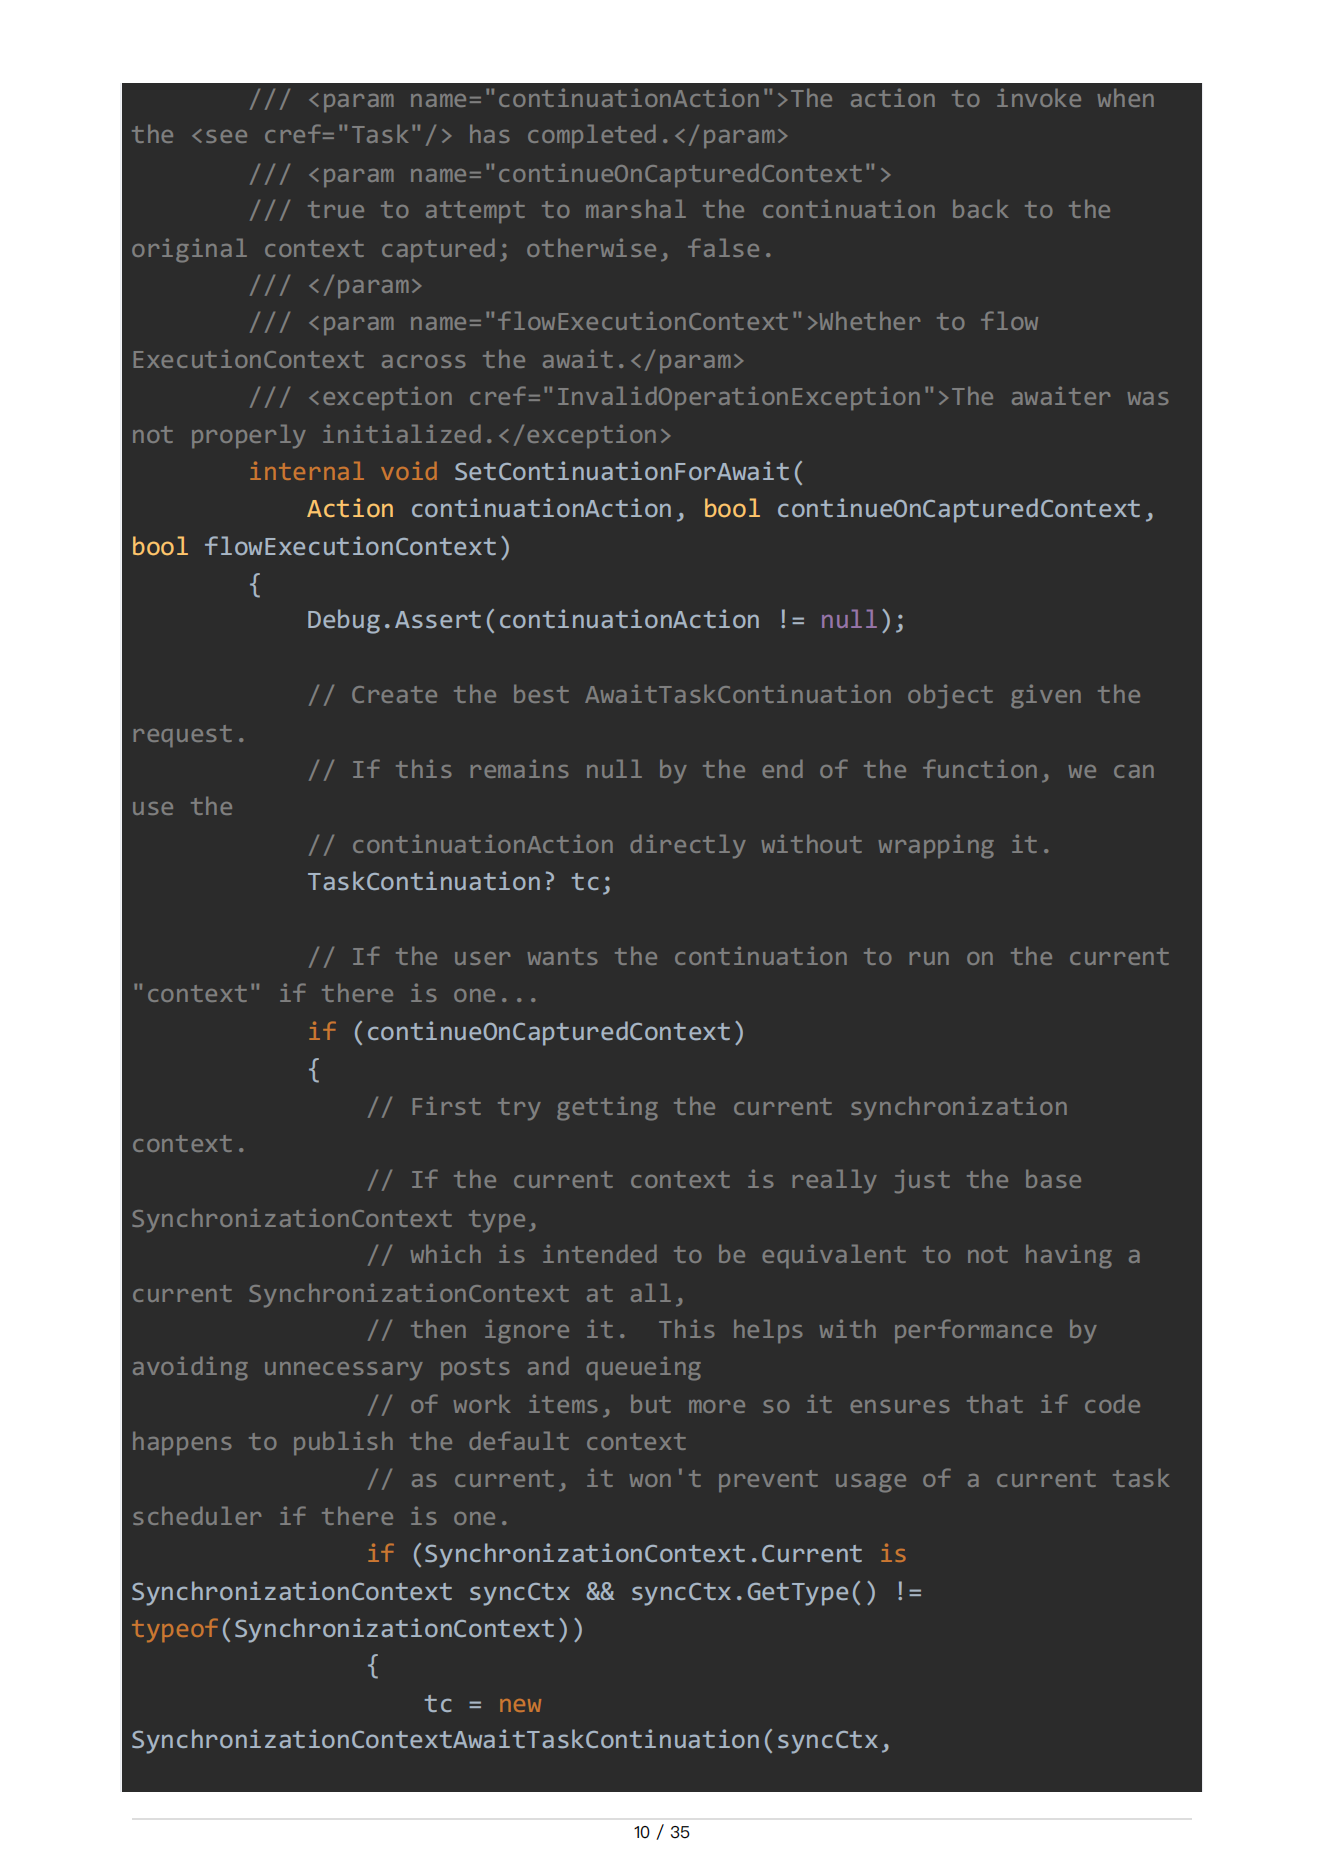 /// <param name="continuationAction">The action to invoke when
the <see cref="Task"/> has completed.</param>
/// <param name="continueOnCapturedContext">
/// true to attempt to marshal the continuation back to the
original context captured; otherwise, false.
/// </param>
/// <param name="flowExecutionContext">Whether to flow
ExecutionContext across the await.</param>
/// <exception cref="InvalidOperationException">The awaiter was
not properly initialized.</exception>
internal void SetContinuationForAwait(
Action continuationAction, bool continueOnCapturedContext,
bool flowExecutionContext)
{
Debug.Assert(continuationAction != null);
// Create the best AwaitTaskContinuation object given the
request.
// If this remains null by the end of the function, we can
use the
// continuationAction directly without wrapping it.
TaskContinuation? tc;
// If the user wants the continuation to run on the current
"context" if there is one...
if (continueOnCapturedContext)
{
// First try getting the current synchronization
context.
// If the current context is really just the base
SynchronizationContext type,
// which is intended to be equivalent to not having a
current SynchronizationContext at all,
// then ignore it.  This helps with performance by
avoiding unnecessary posts and queueing
// of work items, but more so it ensures that if code
happens to publish the default context
// as current, it won't prevent usage of a current task
scheduler if there is one.
if (SynchronizationContext.Current is
SynchronizationContext syncCtx && syncCtx.GetType() !=
typeof(SynchronizationContext))
{
tc = new
SynchronizationContextAwaitTaskContinuation(syncCtx,
10 / 35